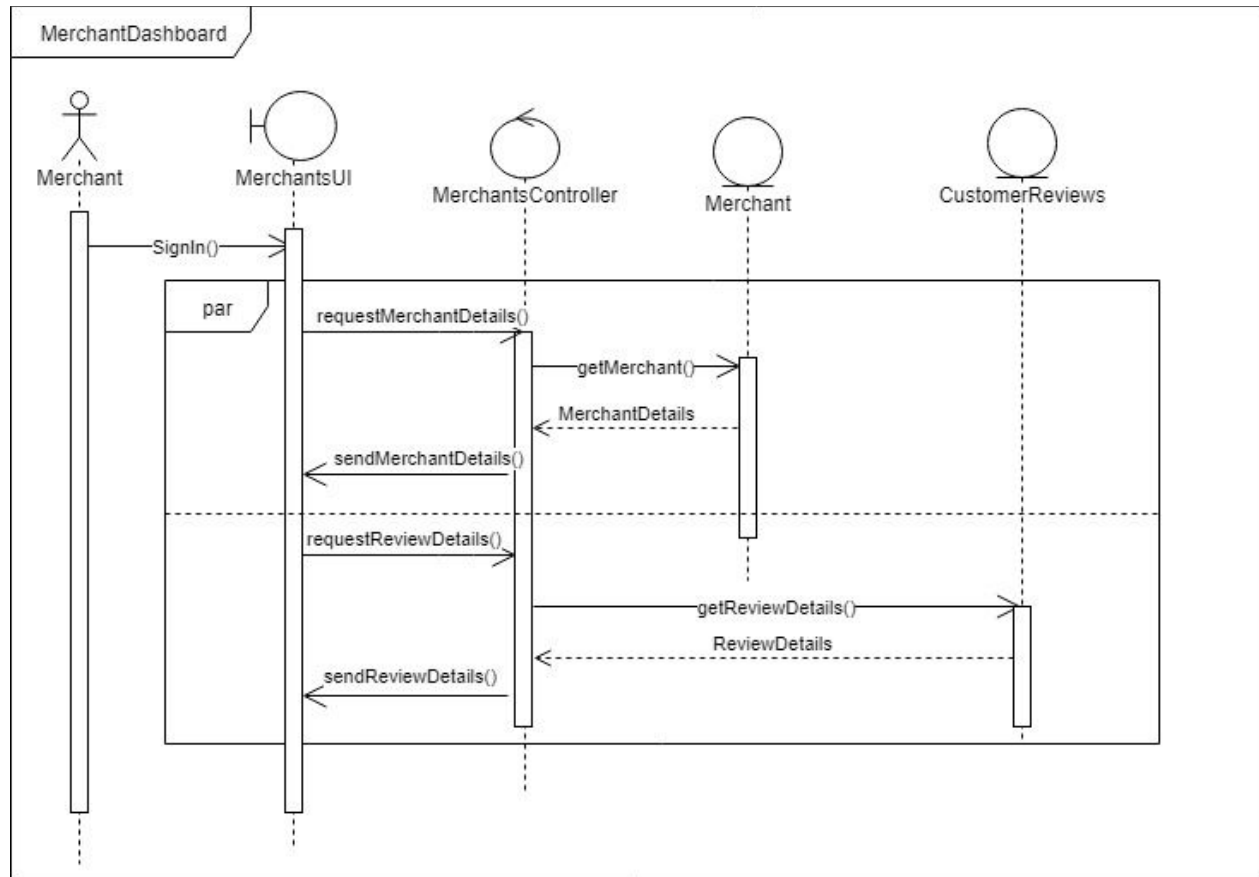 MerchantDashboard
Merchant
MerchantsUI
MerchantsController
Merchant
CustomerReviews
SignIn()
par
requestMerchantDetails()
getMerchant()
MerchantDetails
sendMerchantDetails()
requestReviewDetails()
getReviewDetails()
ReviewDetails
sendReviewDetails()